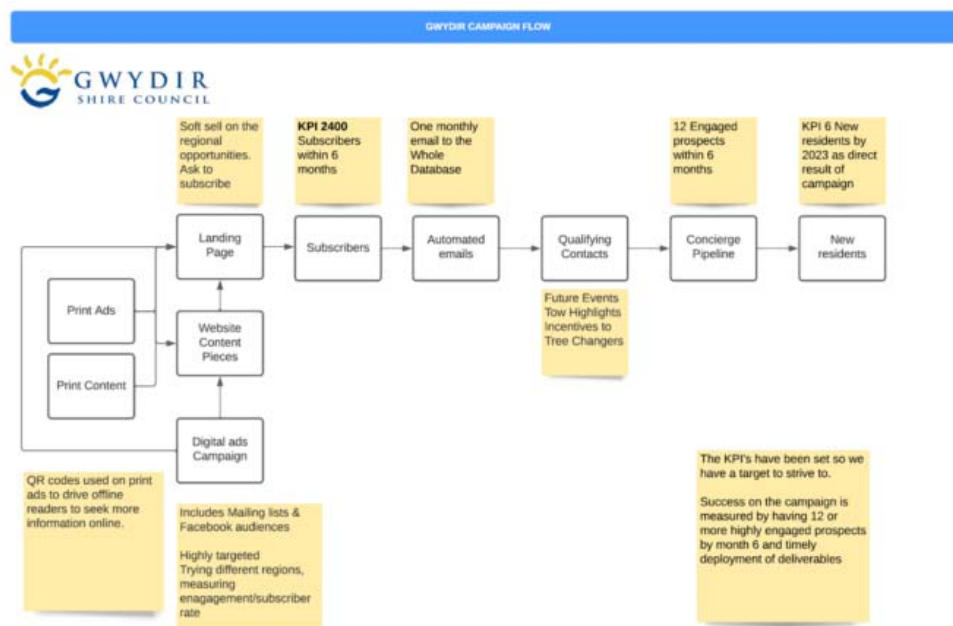 GWYDIR CAMPAIGN FLOW
GWYDIR
SHIRE COUNCIL
Soft sell on the
regional
opportunities.
Ask to
subscribe
KPI 2400
Subscribers
within 6
months
One monthly
email to the
Whole
Database
12 Engaged
prospects
within 6
months
KPI 6 New
residents by
2023 as direct
result of
campaign
Landing
Page
Subscribers
Automated
emails
Qualifying
Contacts
Concierge
Pipeline
New
residents
Print Ads
Website
Content
Pieces
Future Events
Tow Highlights
Incentives to
Tree Changers
Print Content
Digital ads
Campaign
QR codes used on print
ads to drive offline
readers to seek more
information online.
Includes Mailing lists &
Facebook audiences
Highly targeted
Trying different regions,
measuring
enagagement/subscriber
rate
The KPI's have been set so we
have a target to strive to.
Success on the campaign is
measured by having 12 or
more highly engaged prospects
by month 6 and timely
deployment of deliverables